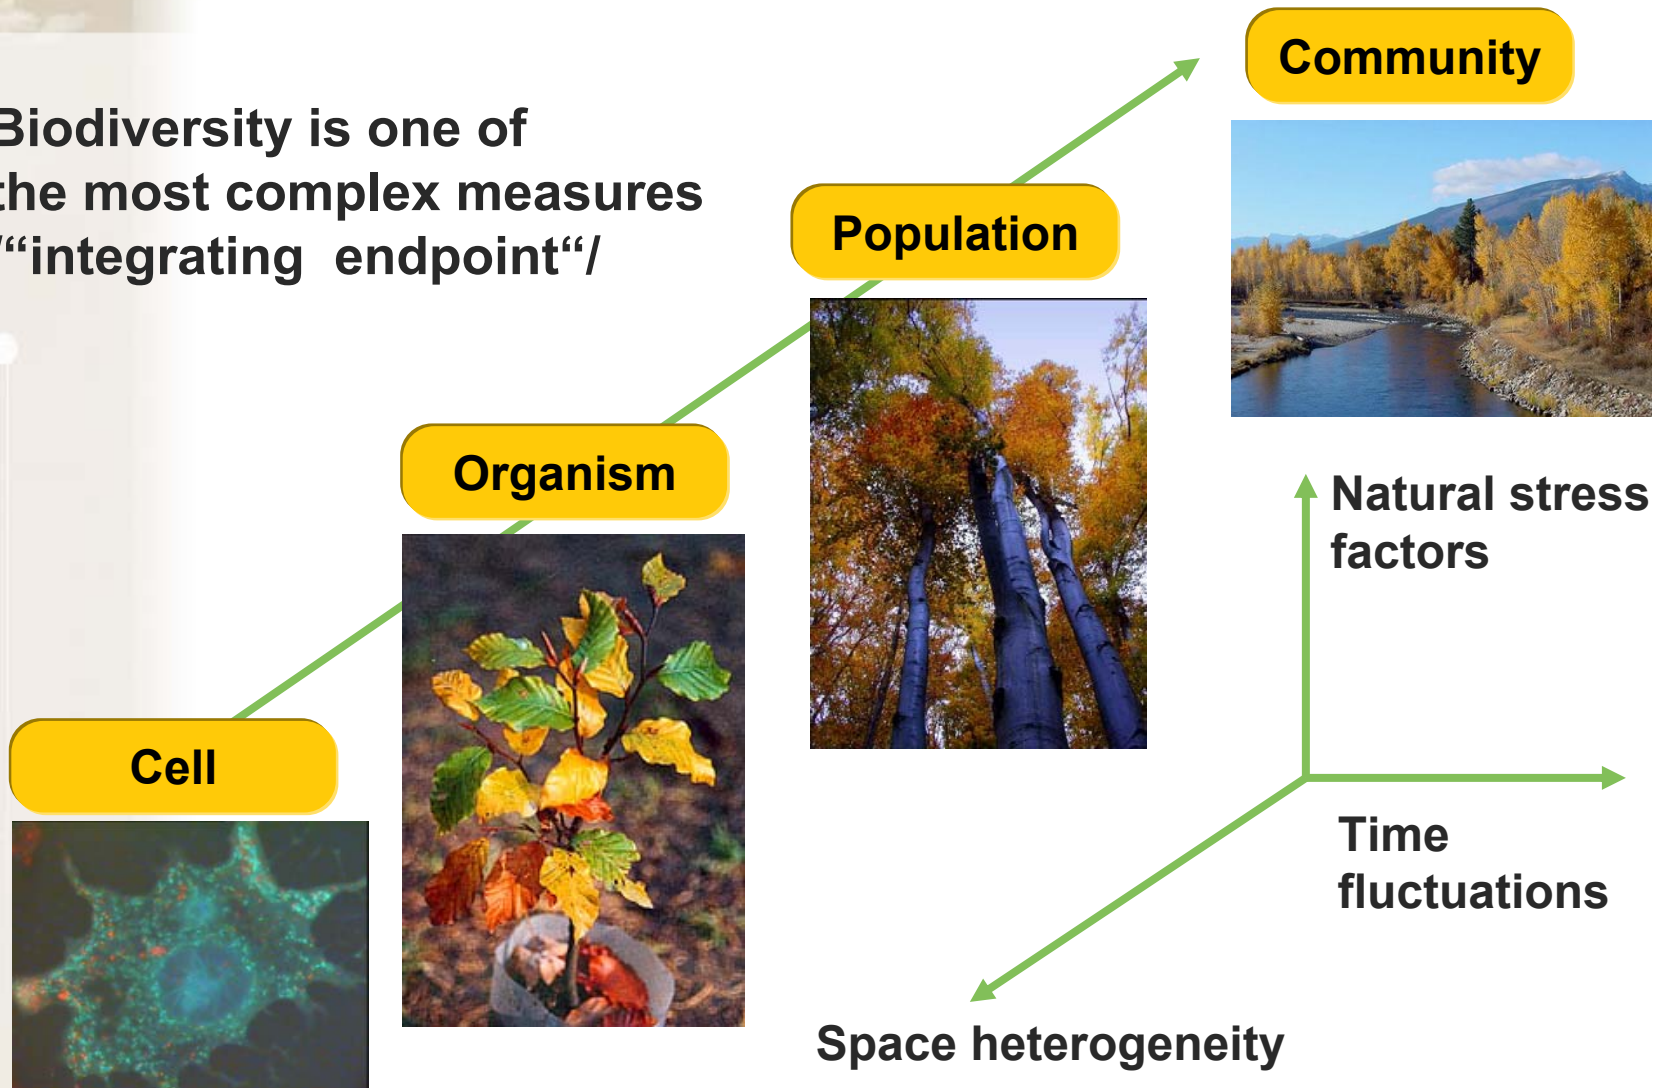 Community
Biodiversity is one of
the most complex measures
/“integrating endpoint“/
Population
Organism
Natural stress
factors
Cell
Time
fluctuations
Space heterogeneity